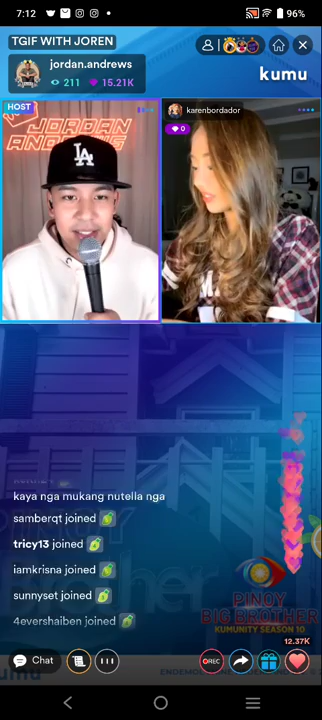 7:12
96%
TGIF WITH JOREN
jordan.andrews
211 15.21K
kumu
HOST
JORDAN
karenbordador
0
LA
kaya nga mukang nutella nga
samberqt joined
tricy13 joined
iamkrisna joined
sunnyset joined
4evershaiben joined
PINOY
BIG BROTHER
KUMUNITY SEASON 10
12.37K
Chat
REC